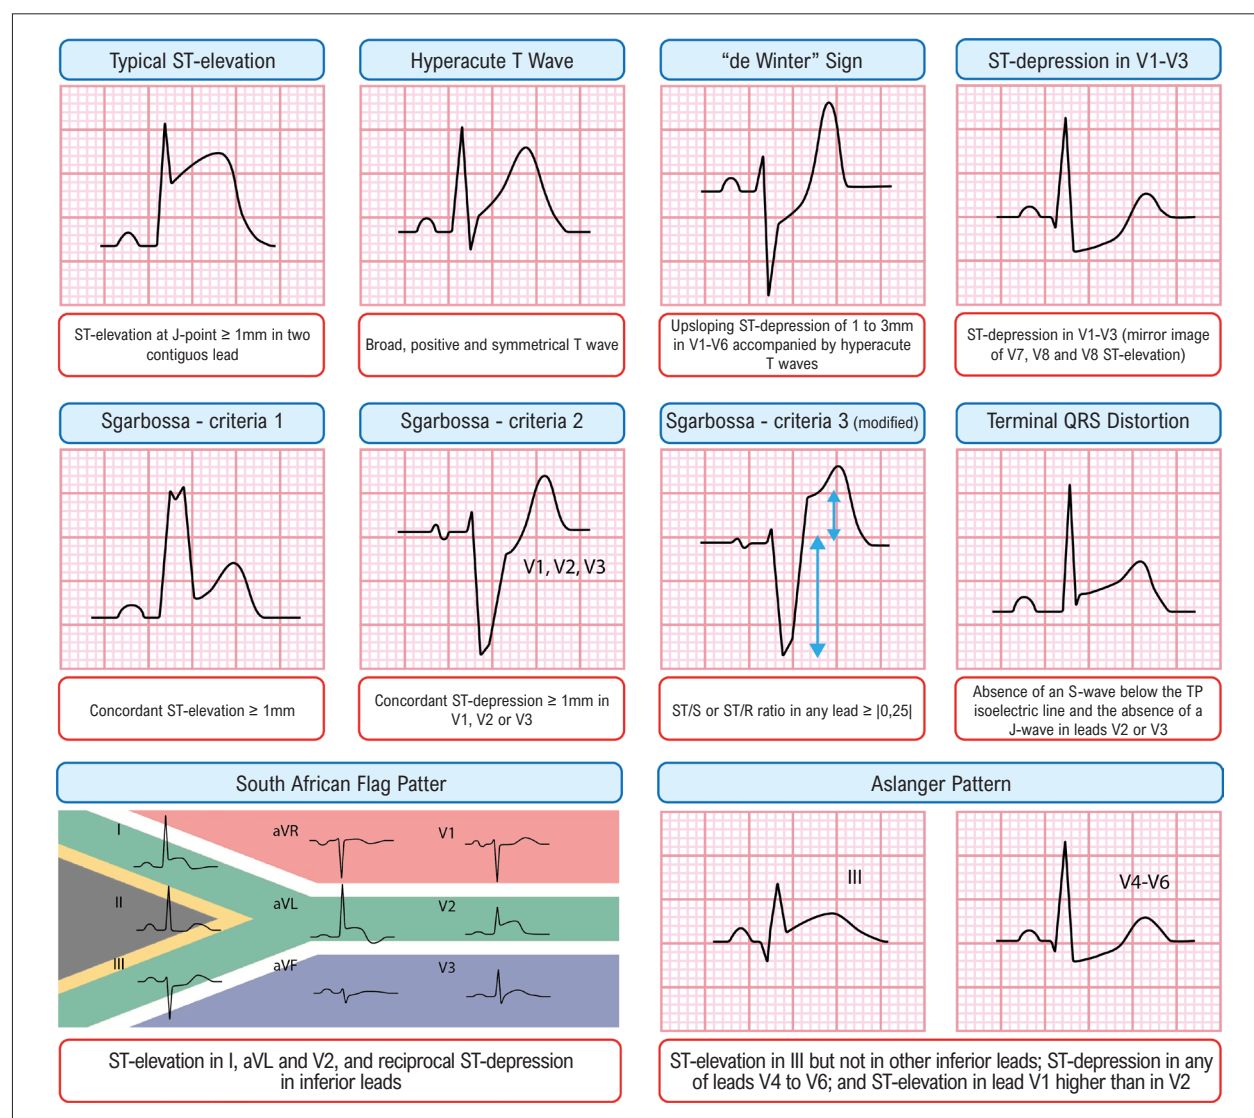 Typical ST-elevation
Hyperacute T Wave
“de Winter” Sign
ST-depression in V1-V3
ST-elevation at J-point ≥ 1mm in two
contiguos lead
Broad, positive and symmetrical T wave
Upsloping ST-depression of 1 to 3mm
in V1-V6 accompanied by hyperacute
T waves
ST-depression in V1-V3 (mirror image
of V7, V8 and V8 ST-elevation)
Sgarbossa - criteria 1
Sgarbossa - criteria 2
Sgarbossa - criteria 3 (modified)
Terminal QRS Distortion
V1, V2, V3
Concordant ST-elevation ≥ 1mm
Concordant ST-depression ≥ 1mm in
V1, V2 or V3
ST/S or ST/R ratio in any lead ≥ |0,25|
Absence of an S-wave below the TP
isoelectric line and the absence of a
J-wave in leads V2 or V3
South African Flag Patter
Aslanger Pattern
I
aVR
V1
II
aVL
V2
III
aVF
V3
III
V4-V6
ST-elevation in I, aVL and V2, and reciprocal ST-depression
in inferior leads
ST-elevation in III but not in other inferior leads; ST-depression in any
of leads V4 to V6; and ST-elevation in lead V1 higher than in V2